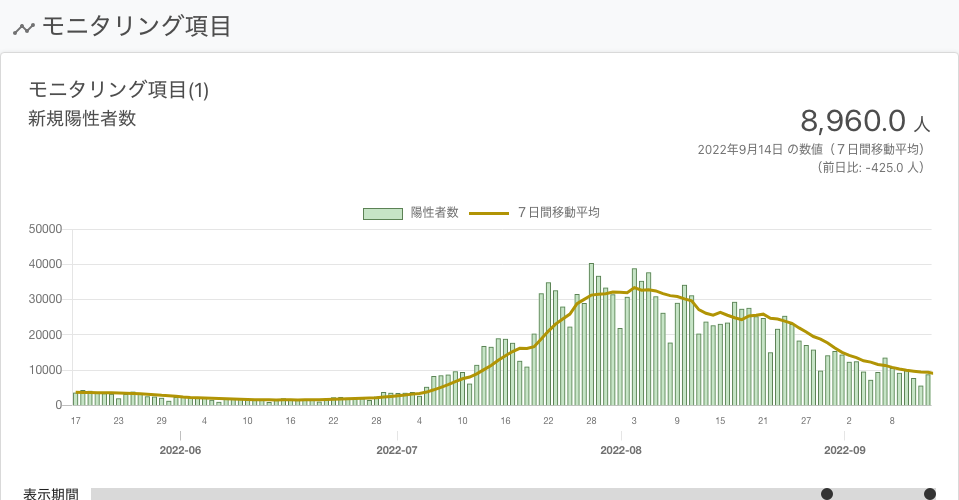 モニタリング項目
モニタリング項目(1)
新規陽性者数
8,960.0 人
2022年9月14日 の数値（７日間移動平均）
（前日比: -425.0 人）
陽性者数 ７日間移動平均
50000
40000
30000
20000
10000
0
17 23 29 4 10 16 22 28 4 10 16 22 28 3 9 15 21 27 2 8
2022-06 2022-07 2022-08 2022-09
表示期間